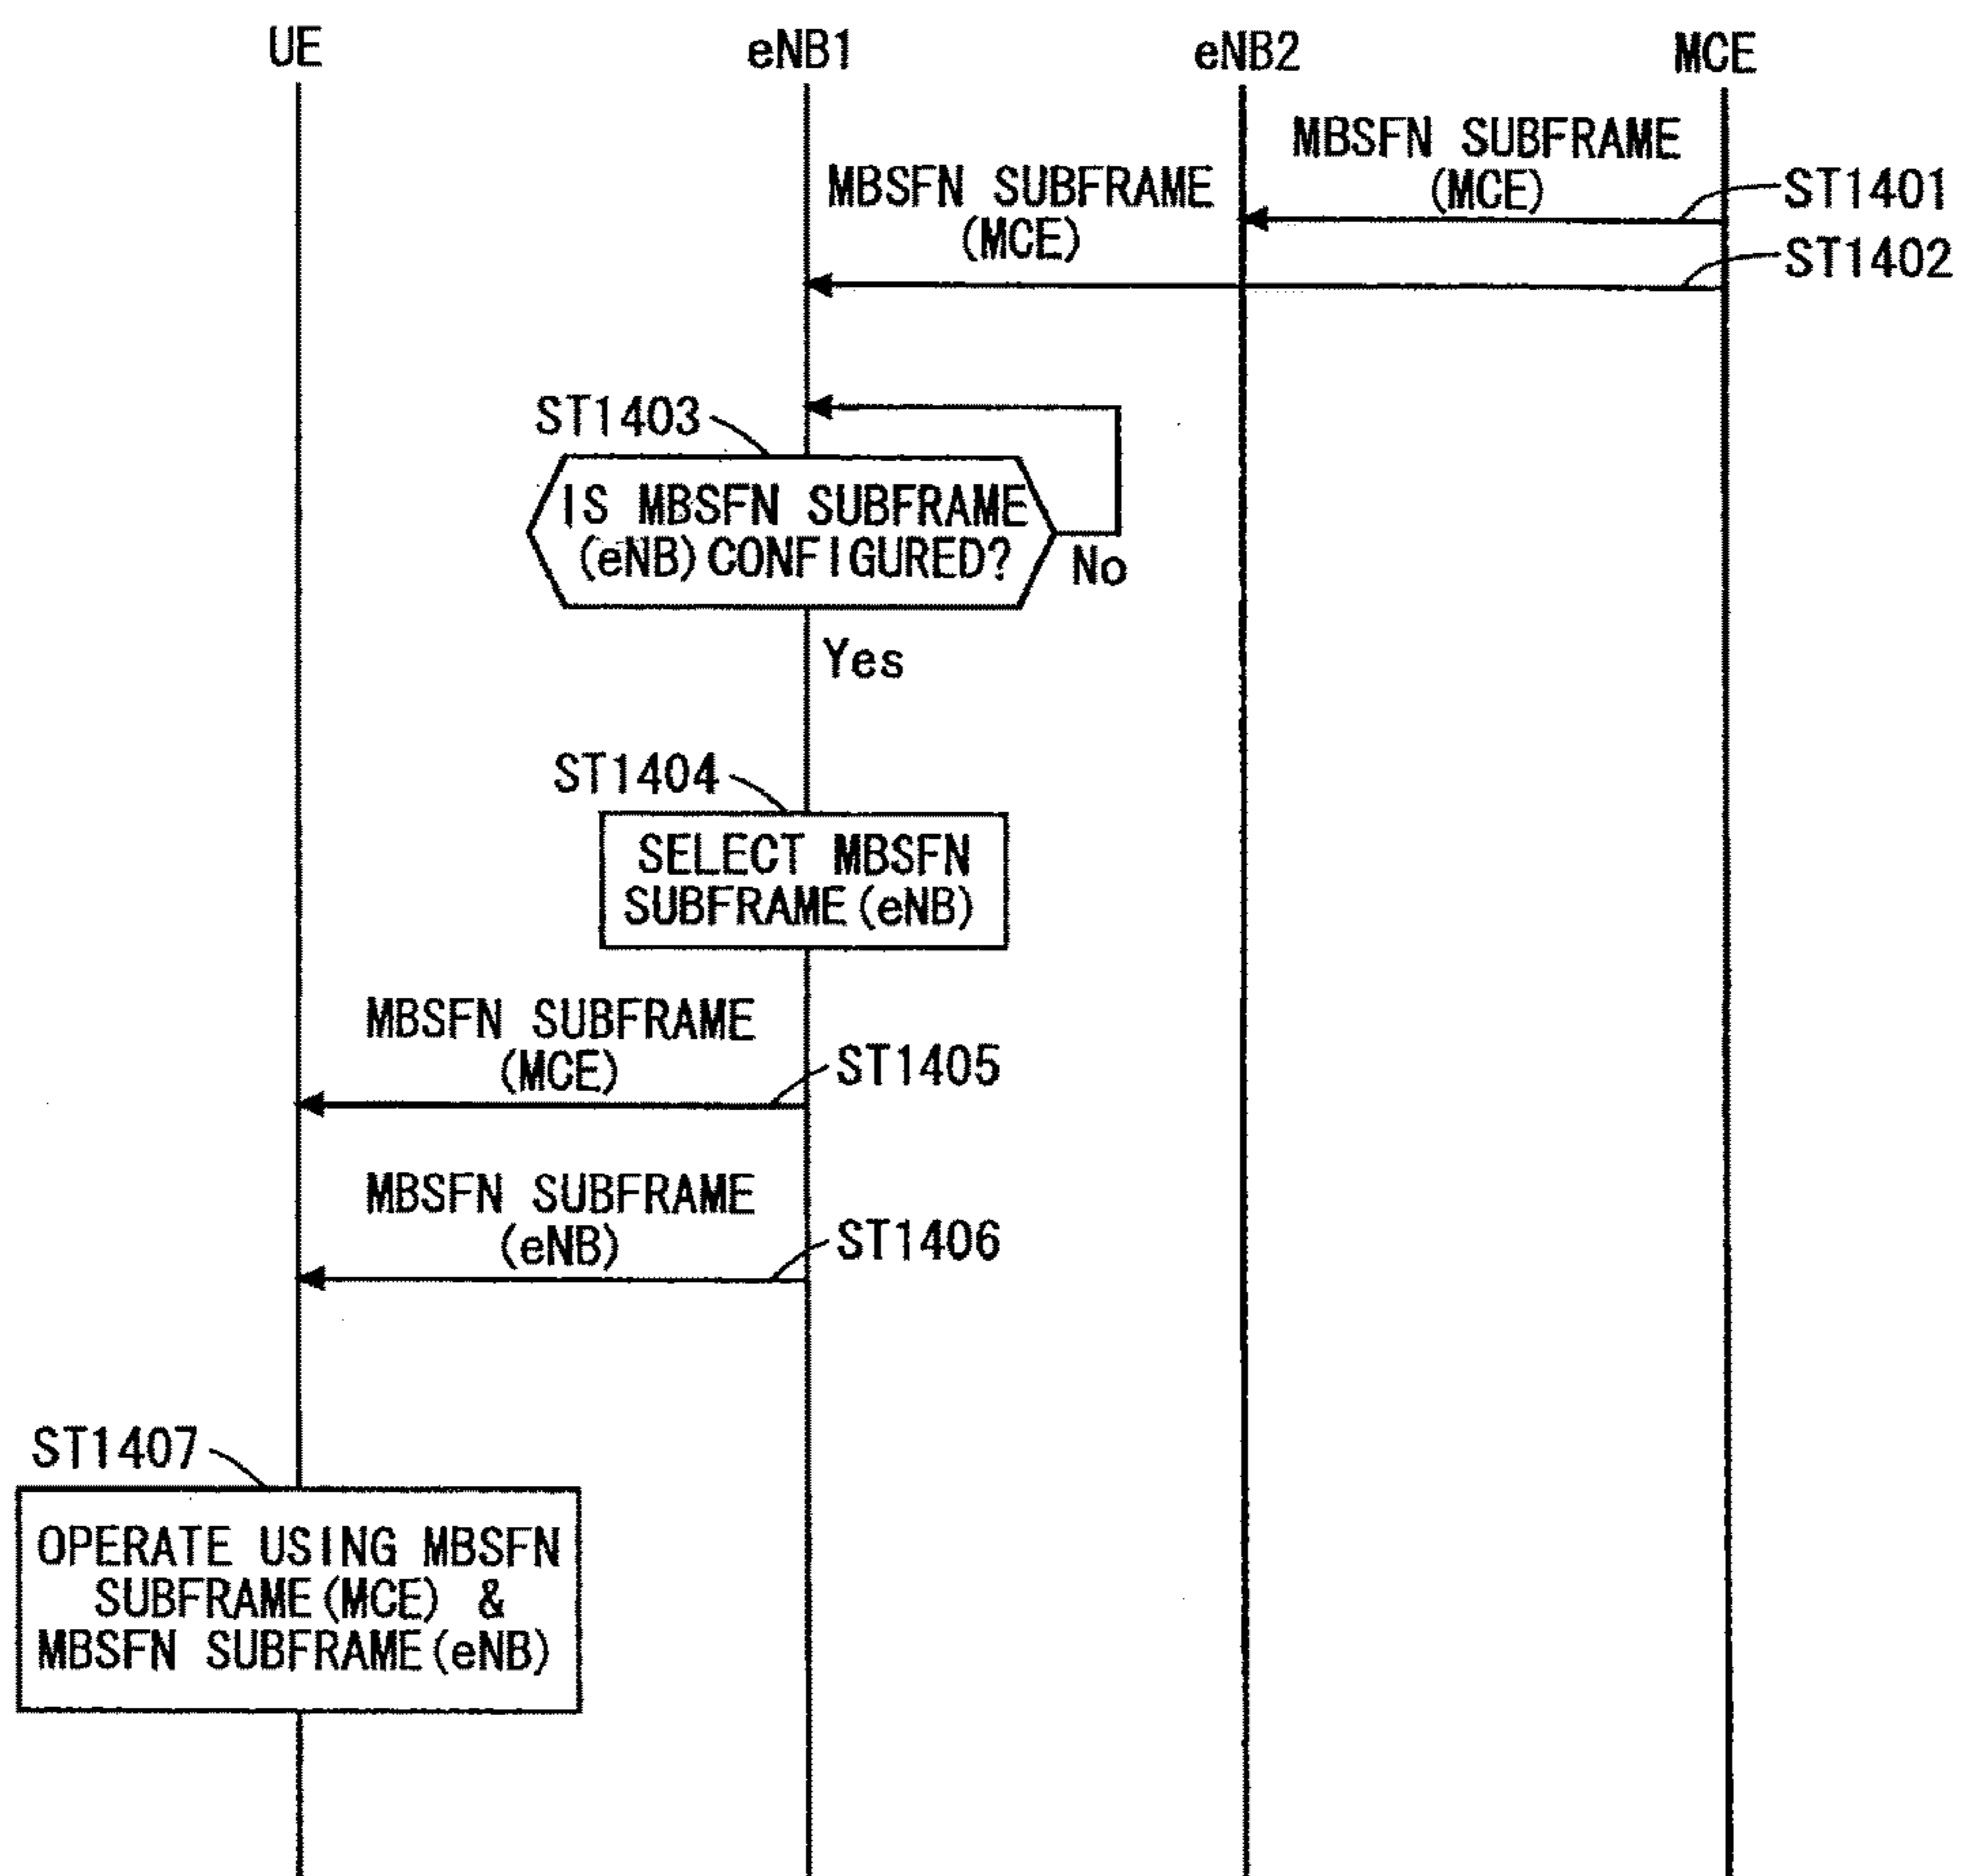 UE
eNB1
eNB2
MCE
MBSFN SUBFRAME
(MCE)
ST1401
MBSFN SUBFRAME
(MCE)
ST1402
ST1403
IS MBSFN SUBFRAME
(eNB) CONFIGURED?
No
Yes
ST1404
SELECT MBSFN
SUBFRAME (eNB)
MBSFN SUBFRAME
(MCE)
ST1405
MBSFN SUBFRAME
(eNB)
ST1406
ST1407
OPERATE USING MBSFN
SUBFRAME (MCE) &
MBSFN SUBFRAME (eNB)